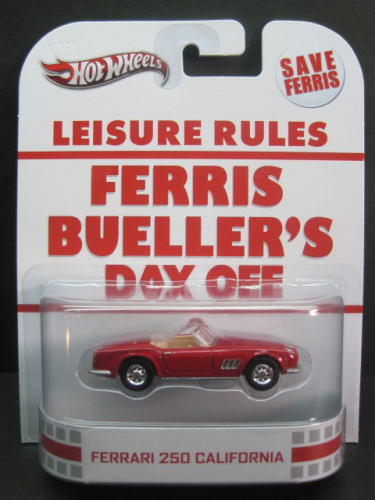 HOT WHEELS
SAVE
FERRIS
LEISURE RULES
FERRIS
BUELLER'S
DAY OFF
FERRARI 250 CALIFORNIA